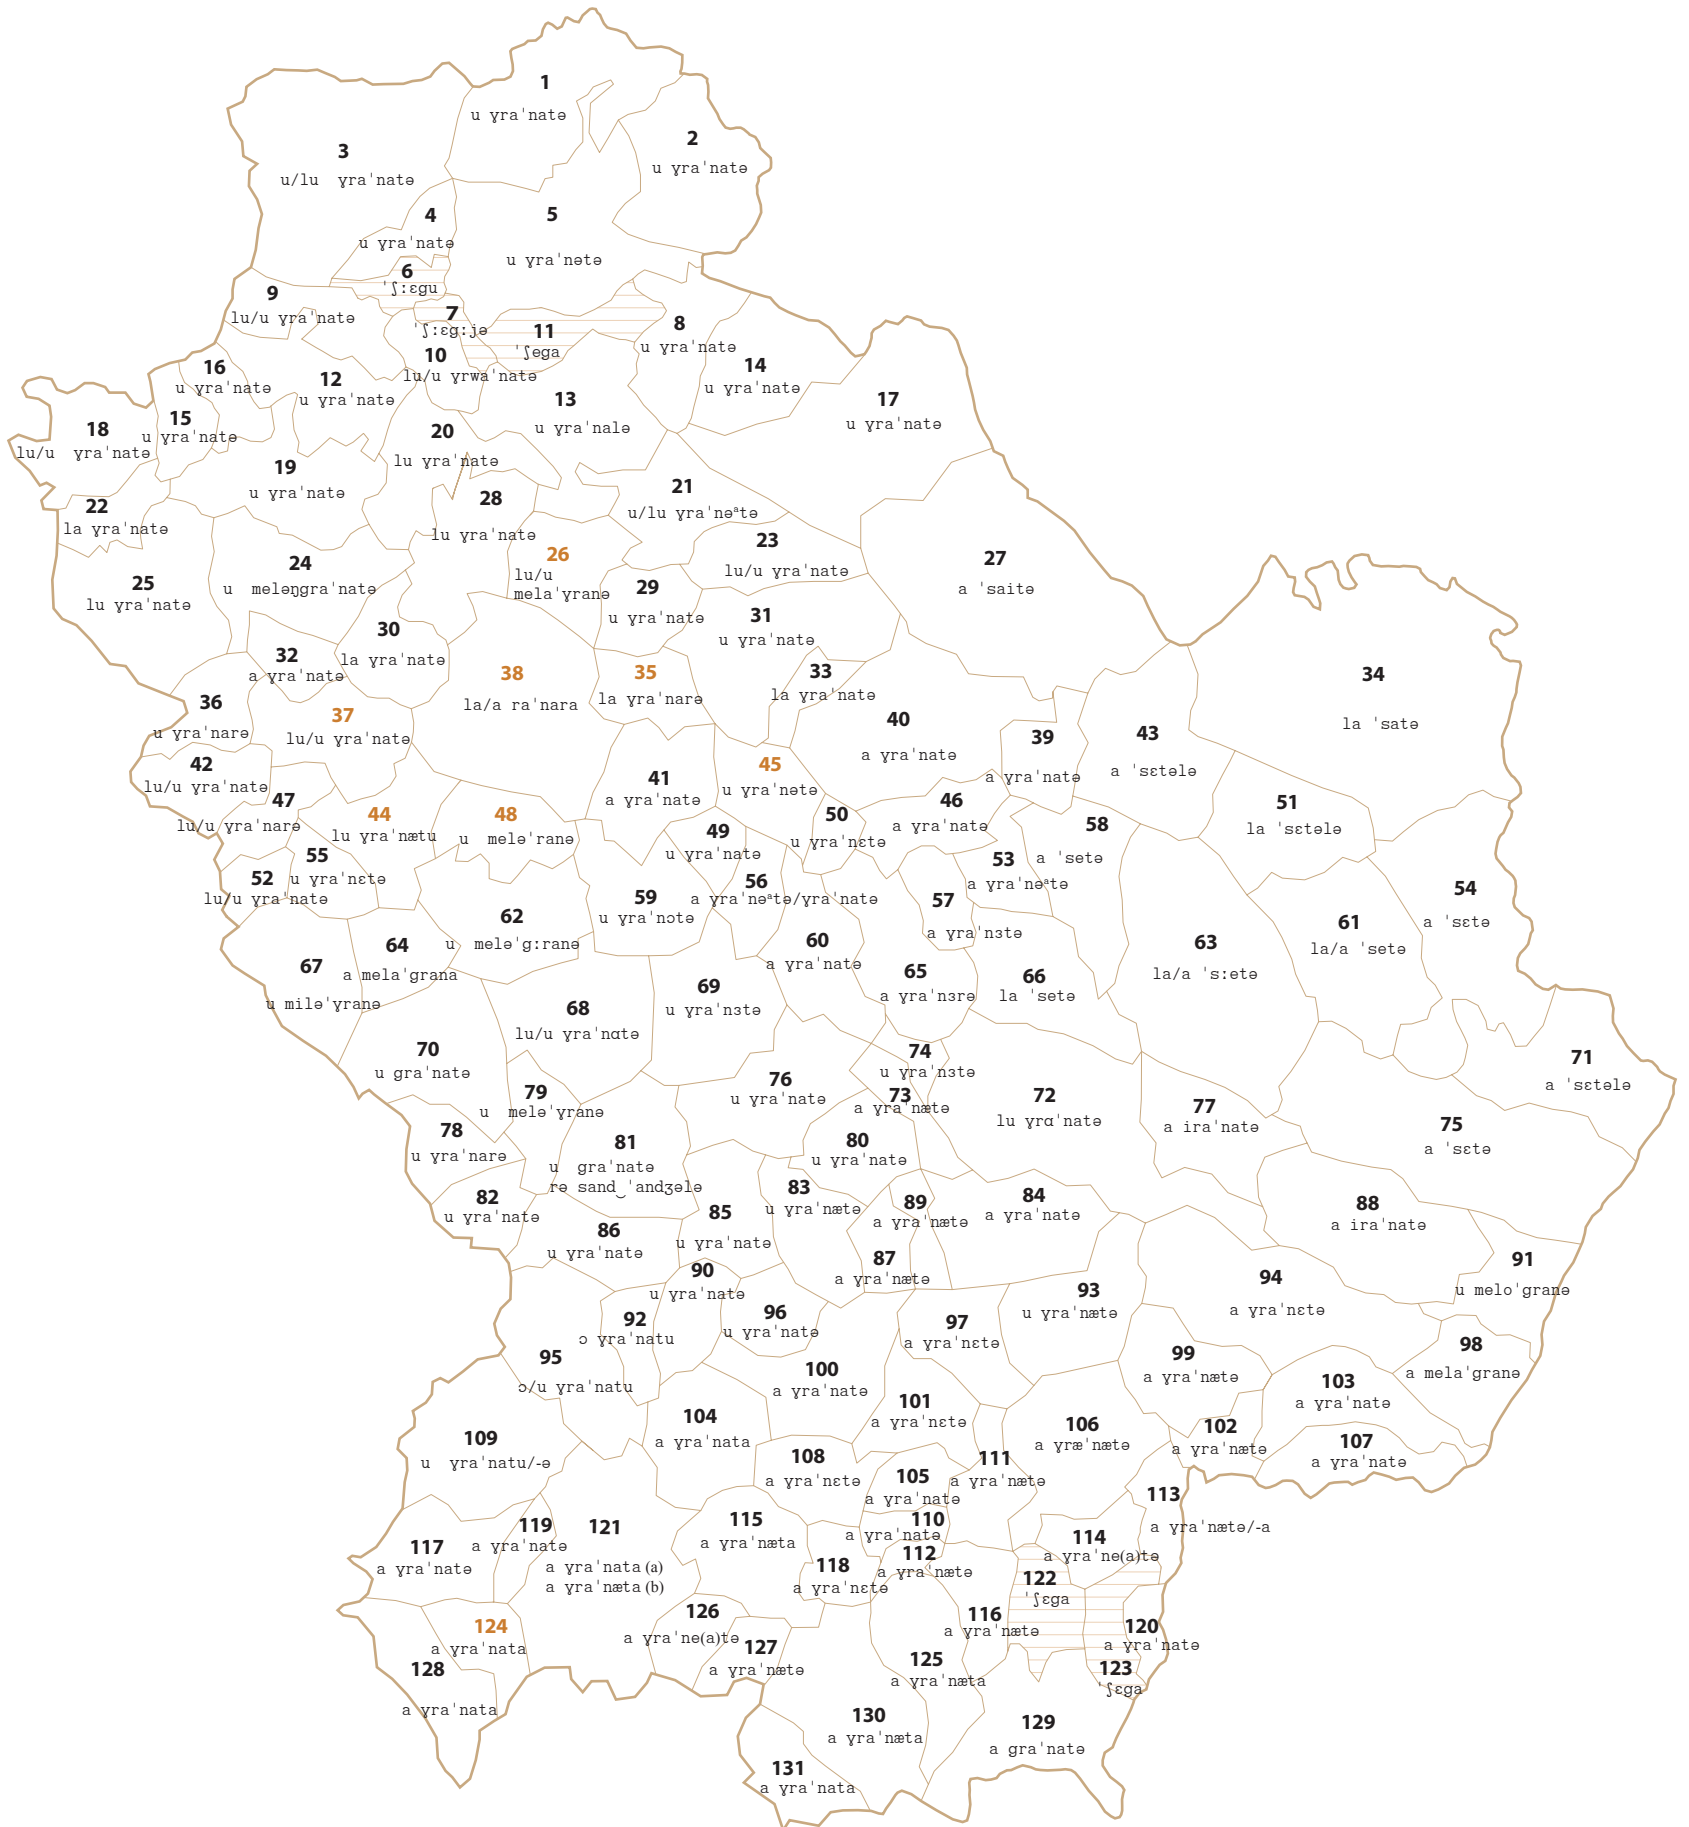 1
u ɣraˈnatə
2
u ɣraˈnatə
3
u/lu ɣraˈnatə
4
u ɣraˈnatə
5
u ɣraˈnətə
6
ˈʃːɛgu
7
ˈʃːɛgːjə
8
u ɣraˈnatə
9
lu/u ɣraˈnatə
10
lu/u ɣrwaˈnatə
11
ˈʃega
12
u ɣraˈnatə
13
u ɣraˈnalə
14
u ɣraˈnatə
15
u ɣraˈnatə
16
u ɣraˈnatə
17
u ɣraˈnatə
18
lu/u ɣraˈnatə
19
u ɣraˈnatə
20
lu ɣraˈnatə
21
u/lu ɣraˈnəᵃtə
22
la ɣraˈnatə
23
lu/u ɣraˈnatə
24
u meləŋgraˈnatə
25
lu ɣraˈnatə
26
lu/u
melaˈɣranə
27
a ˈsaitə
28
lu ɣraˈnatə
29
u ɣraˈnatə
30
la ɣraˈnatə
31
u ɣraˈnatə
32
a ɣraˈnatə
33
la ɣraˈnatə
34
la ˈsatə
35
la ɣraˈnarə
36
u ɣraˈnarə
37
lu/u ɣraˈnatə
38
la/a raˈnara
39
a ɣraˈnatə
40
a ɣraˈnatə
41
a ɣraˈnatə
42
lu/u ɣraˈnatə
43
a ˈsɛtələ
44
lu ɣraˈnætu
45
u ɣraˈnətə
46
a ɣraˈnatə
47
lu/u ɣraˈnarə
48
u meləˈranə
49
u ɣraˈnatə
50
u ɣraˈnɛtə
51
la ˈsɛtələ
52
lu/u ɣraˈnatə
53
a ɣraˈnəᵃtə
54
a ˈsɛtə
55
u ɣraˈnɛtə
56
a ɣraˈnəᵃtə/ɣraˈnatə
57
a ɣraˈnɜtə
58
a ˈsetə
59
u ɣraˈnɔtə
60
a ɣraˈnatə
61
la/a ˈsetə
62
u meləˈgːranə
63
la/a ˈsːetə
64
a melaˈgrana
65
a ɣraˈnɜrə
66
la ˈsetə
67
u miləˈɣranə
68
lu/u ɣraˈnɑtə
69
u ɣraˈnɜtə
70
u graˈnatə
71
a ˈsɛtələ
72
lu ɣrɑˈnatə
73
a ɣraˈnætə
74
u ɣraˈnɜtə
75
a ˈsɛtə
76
u ɣraˈnatə
77
a iraˈnatə
78
u ɣraˈnarə
79
u meləˈɣranə
80
u ɣraˈnatə
81
u graˈnatə
rə sand‿ˈandʒələ
82
u ɣraˈnatə
83
u ɣraˈnætə
84
a ɣraˈnatə
85
u ɣraˈnatə
86
u ɣraˈnatə
87
a ɣraˈnætə
88
a iraˈnatə
89
a ɣraˈnætə
90
u ɣraˈnatə
91
u meloˈgranə
92
ɔ ɣraˈnatu
93
u ɣraˈnætə
94
a ɣraˈnɛtə
95
ɔ/u ɣraˈnatu
96
u ɣraˈnatə
97
a ɣraˈnɛtə
98
a melaˈgranə
99
a ɣraˈnætə
100
a ɣraˈnatə
101
a ɣraˈnɛtə
102
a ɣraˈnætə
103
a ɣraˈnatə
104
a ɣraˈnata
105
a ɣraˈnatə
106
a ɣræˈnætə
107
a ɣraˈnatə
108
a ɣraˈnɛtə
109
u ɣraˈnatu/-ə
110
a ɣraˈnatə
111
a ɣraˈnætə
112
a ɣraˈnætə
113
a ɣraˈnætə/-a
114
a ɣraˈne(a)tə
115
a ɣraˈnæta
116
a ɣraˈnætə
117
a ɣraˈnatə
118
a ɣraˈnɛtə
119
a ɣraˈnatə
120
a ɣraˈnatə
121
a ɣraˈnata (a)
a ɣraˈnæta (b)
122
ˈʃɛga
123
ˈʃɛga
124
a ɣraˈnata
125
a ɣraˈnæta
126
a ɣraˈne(a)tə
127
a ɣraˈnætə
128
a ɣraˈnata
129
a graˈnatə
130
a ɣraˈnæta
131
a ɣraˈnata